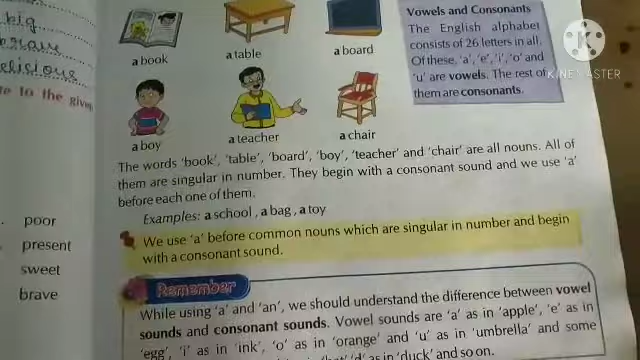 big
brave
delicious
te to the give
poor
present
sweet
brave
a book
a table
a board
a boy
a teacher
a chair
Vowels and Consonants
The English alphabet
consists of 26 letters in all.
Of these, 'a', 'e', 'i', 'o' and
'u' are vowels. The rest of
them are consonants.
KINEMASTER
The words 'book', 'table', 'board', 'boy', 'teacher' and 'chair' are all nouns. All of
them are singular in number. They begin with a consonant sound and we use 'a'
before each one of them.
Examples: a school , a bag , a toy
We use 'a' before common nouns which are singular in number and begin
with a consonant sound.
Remember
While using 'a' and 'an', we should understand the difference between vowel
sounds and consonant sounds. Vowel sounds are 'a' as in 'apple', 'e' as in
'egg', 'i' as in 'ink', 'o' as in 'orange' and 'u' as in 'umbrella' and some
'd' as in 'duck' and so on.